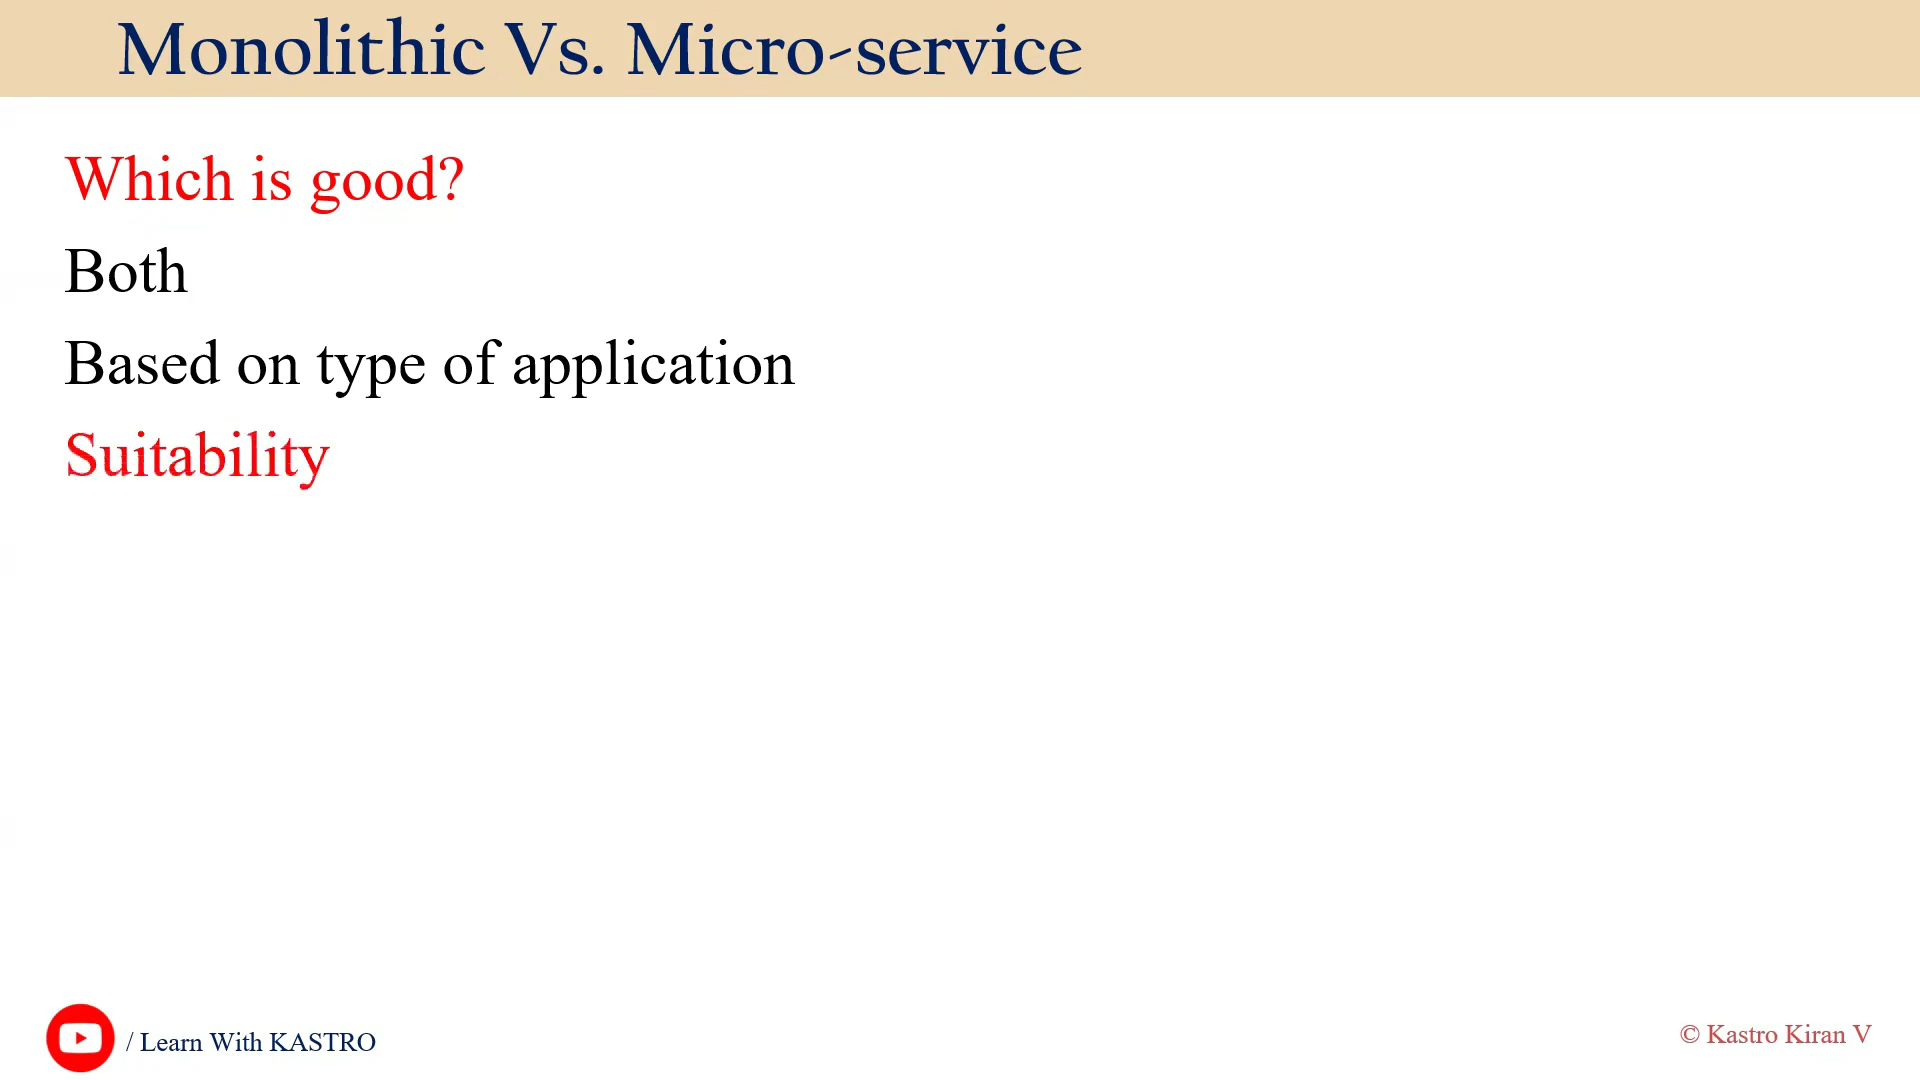 Monolithic Vs. Micro-service
Which is good?
Both
Based on type of application
Suitability
/ Learn With KASTRO
© Kastro Kiran V